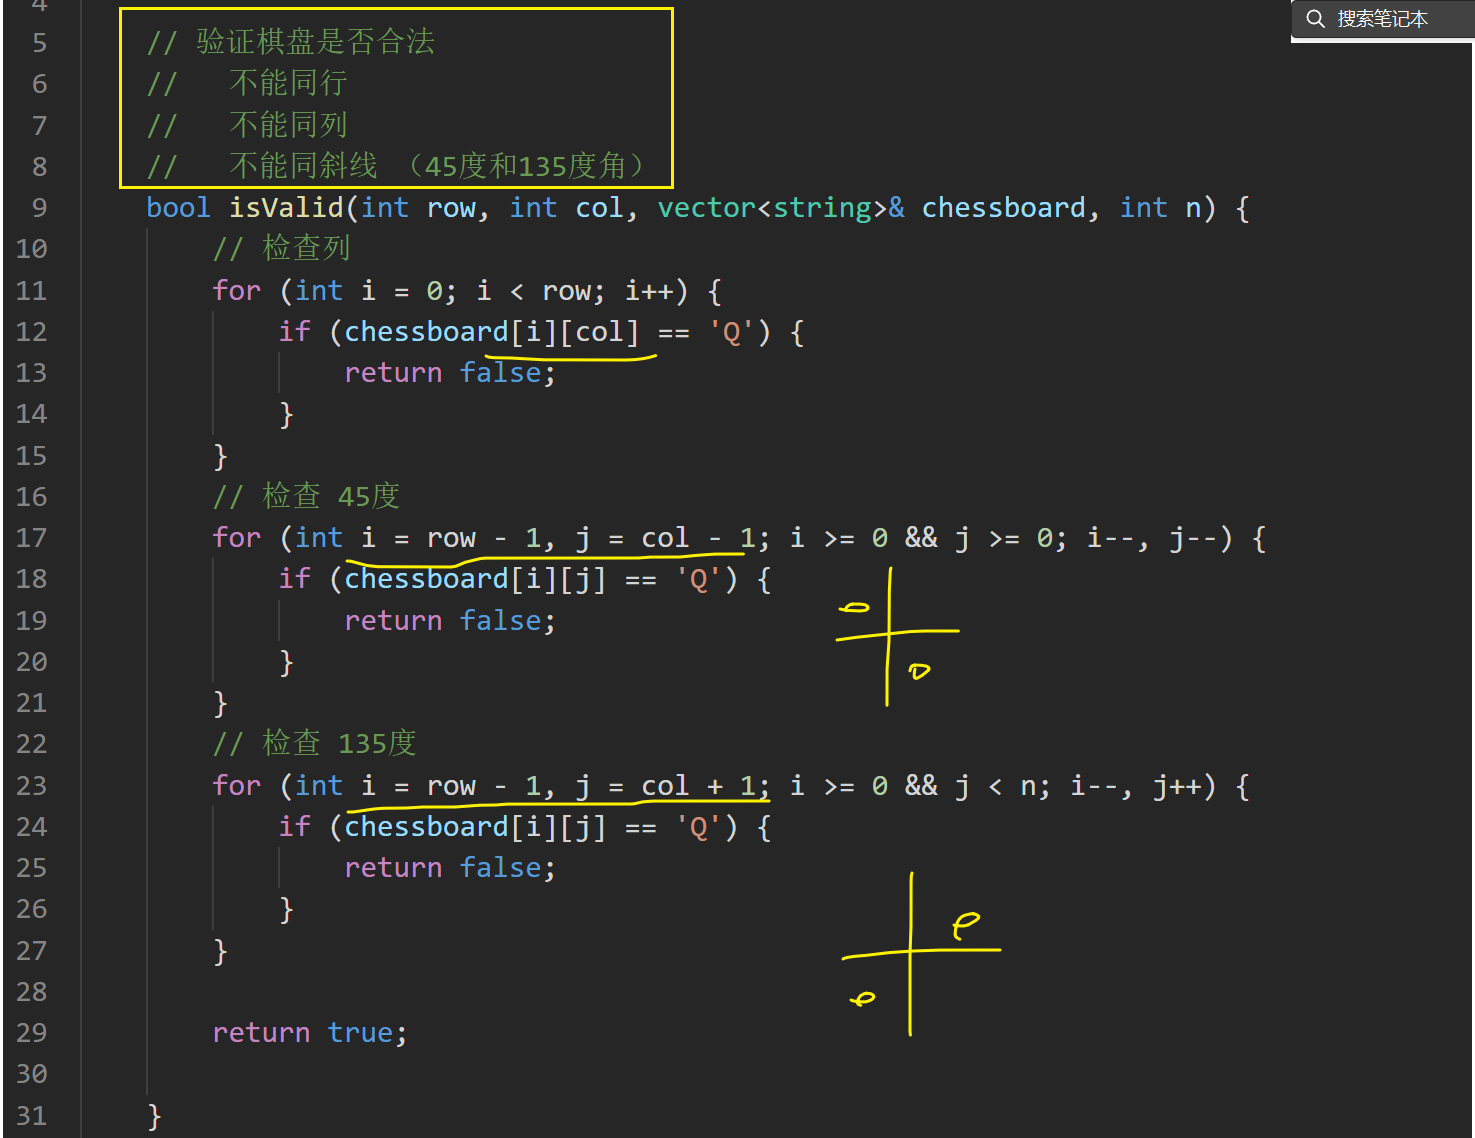 搜索笔记本
4
5 // 验证棋盘是否合法
6 //   不能同行
7 //   不能同列
8 //   不能同斜线 （45度和135度角）
9 bool isValid(int row, int col, vector<string>& chessboard, int n) {
10     // 检查列
11     for (int i = 0; i < row; i++) {
12         if (chessboard[i][col] == 'Q') {
13             return false;
14         }
15     }
16     // 检查 45度
17     for (int i = row - 1, j = col - 1; i >= 0 && j >= 0; i--, j--) {
18         if (chessboard[i][j] == 'Q') {
19             return false;
20         }
21     }
22     // 检查 135度
23     for (int i = row - 1, j = col + 1; i >= 0 && j < n; i--, j++) {
24         if (chessboard[i][j] == 'Q') {
25             return false;
26         }
27     }
28
29     return true;
30
31 }